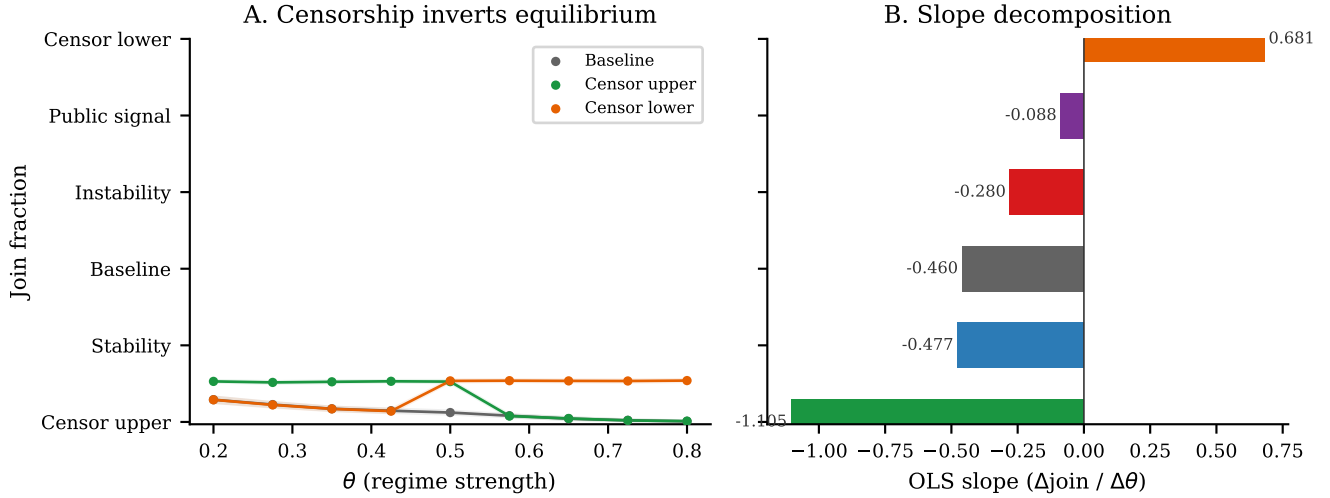 A. Censorship inverts equilibrium
Join fraction
Censor lower
Public signal
Instability
Baseline
Stability
Censor upper
Baseline
Censor upper
Censor lower
0.2 0.3 0.4 0.5 0.6 0.7 0.8
θ (regime strength)
B. Slope decomposition
0.681
-0.088
-0.280
-0.460
-0.477
-1.105
−1.00 −0.75 −0.50 −0.25 0.00 0.25 0.50 0.75
OLS slope (Δjoin / Δθ)